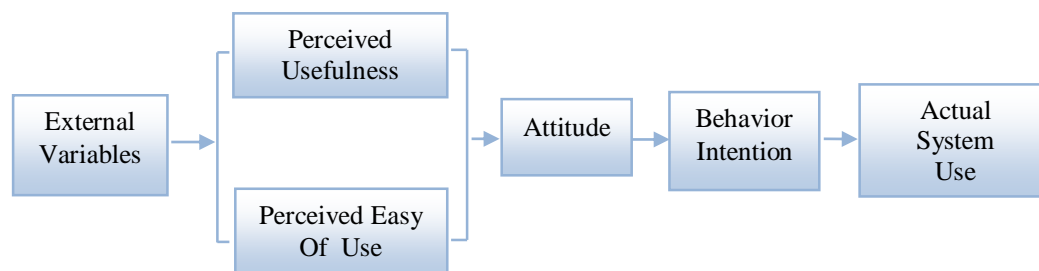 External
Variables
Perceived
Usefulness
Perceived Easy
Of Use
Attitude
Behavior
Intention
Actual
System
Use